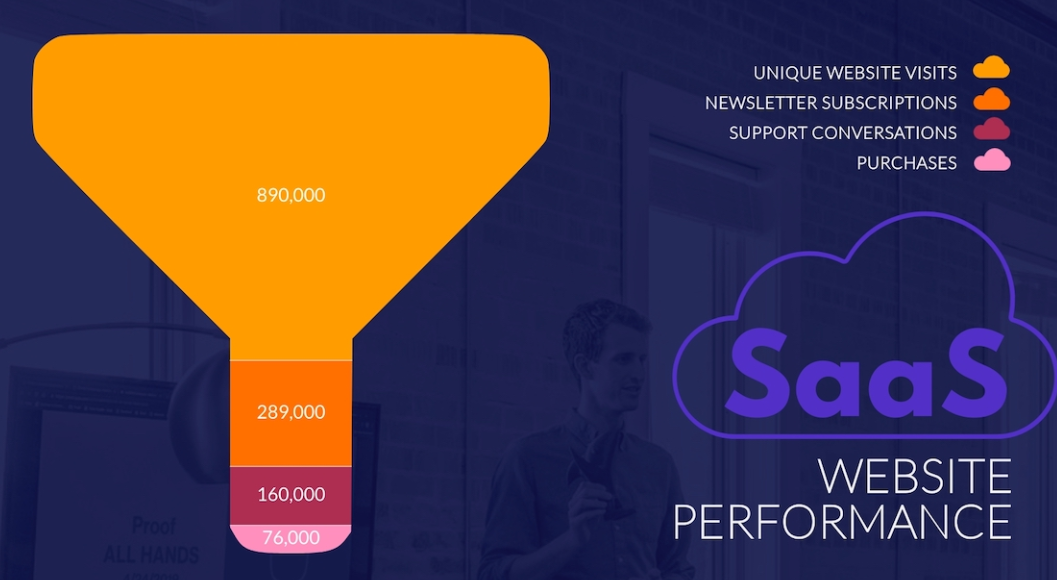 UNIQUE WEBSITE VISITS
NEWSLETTER SUBSCRIPTIONS
SUPPORT CONVERSATIONS
PURCHASES
890,000
289,000
160,000
76,000
SaaS
WEBSITE
PERFORMANCE
Proof
ALL HANDS